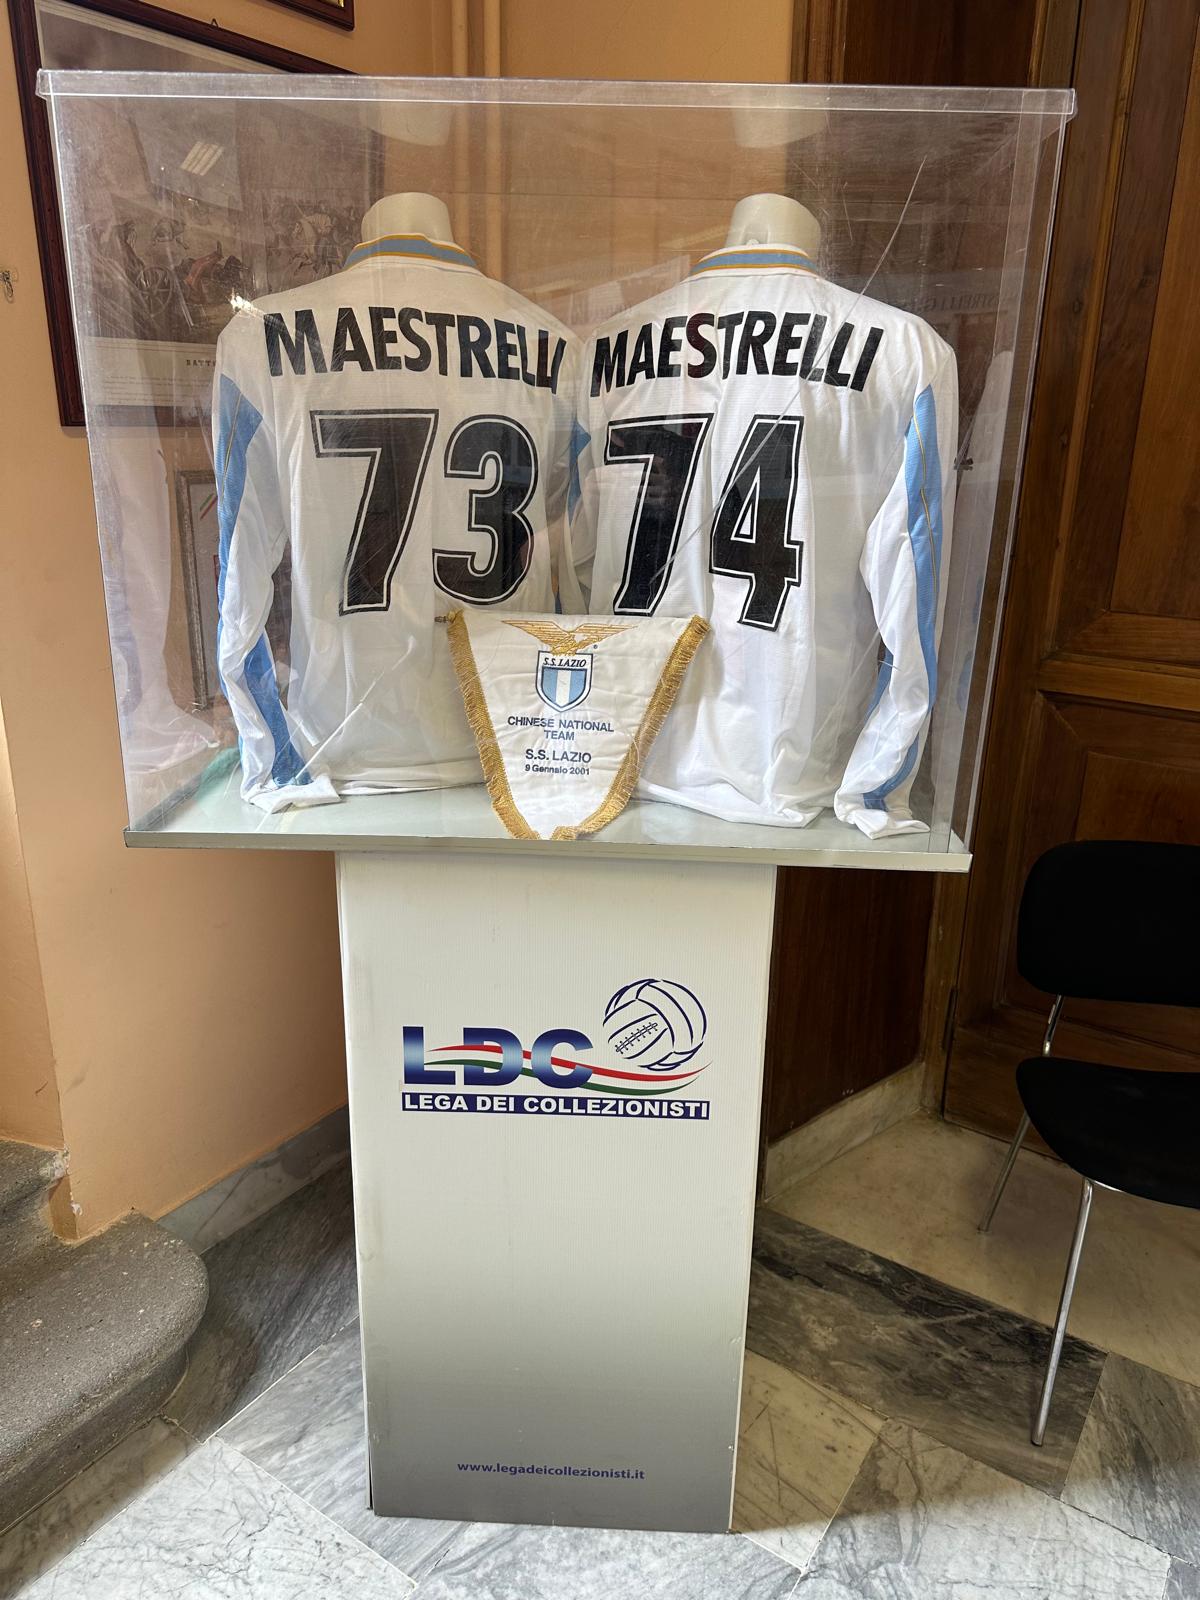 MAESTRELLI
73
MAESTRELLI
74
S.S. LAZIO
CHINESE NATIONAL
TEAM
S.S. LAZIO
9 Gennaio 2001
LDC
LEGA DEI COLLEZIONISTI
www.legadeicollezionisti.it